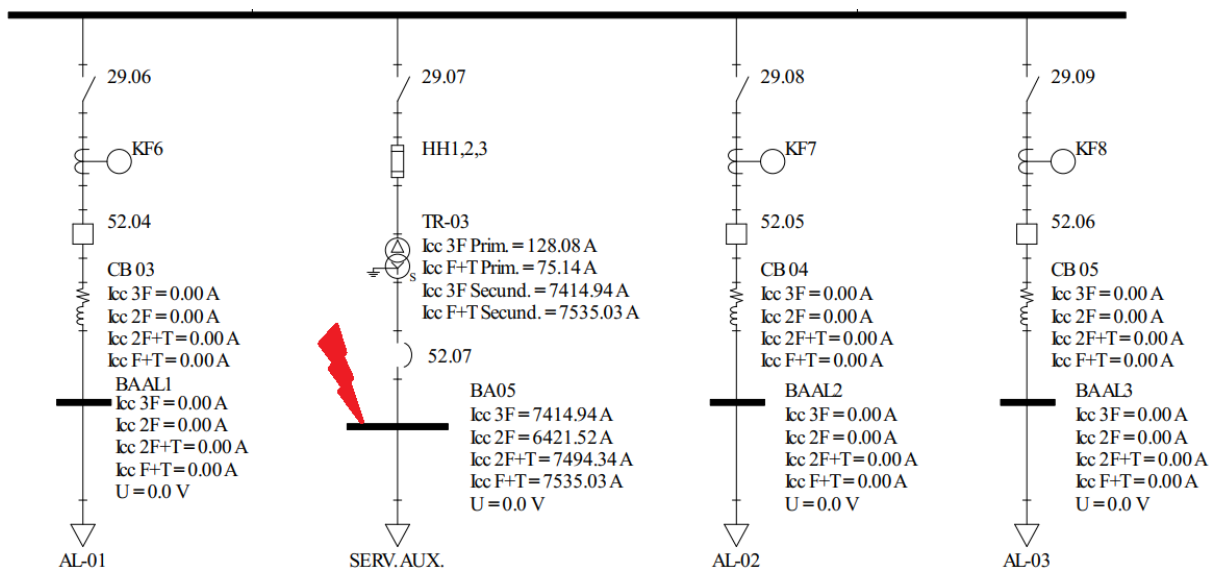 29.06
KF6
52.04
CB 03
Icc 3F = 0.00 A
Icc 2F = 0.00 A
Icc 2F+T = 0.00 A
Icc F+T = 0.00 A
BAAL1
Icc 3F = 0.00 A
Icc 2F = 0.00 A
Icc 2F+T = 0.00 A
Icc F+T = 0.00 A
U = 0.0 V
AL-01
29.07
HH1,2,3
TR-03
Icc 3F Prim. = 128.08 A
Icc F+T Prim. = 75.14 A
Icc 3F Secund. = 7414.94 A
Icc F+T Secund. = 7535.03 A
S
52.07
BA05
Icc 3F = 7414.94 A
Icc 2F = 6421.52 A
Icc 2F+T = 7494.34 A
Icc F+T = 7535.03 A
U = 0.0 V
SERV. AUX.
29.08
KF7
52.05
CB 04
Icc 3F = 0.00 A
Icc 2F = 0.00 A
Icc 2F+T = 0.00 A
Icc F+T = 0.00 A
BAAL2
Icc 3F = 0.00 A
Icc 2F = 0.00 A
Icc 2F+T = 0.00 A
Icc F+T = 0.00 A
U = 0.0 V
AL-02
29.09
KF8
52.06
CB 05
Icc 3F = 0.00 A
Icc 2F = 0.00 A
Icc 2F+T = 0.00 A
Icc F+T = 0.00 A
BAAL3
Icc 3F = 0.00 A
Icc 2F = 0.00 A
Icc 2F+T = 0.00 A
Icc F+T = 0.00 A
U = 0.0 V
AL-03